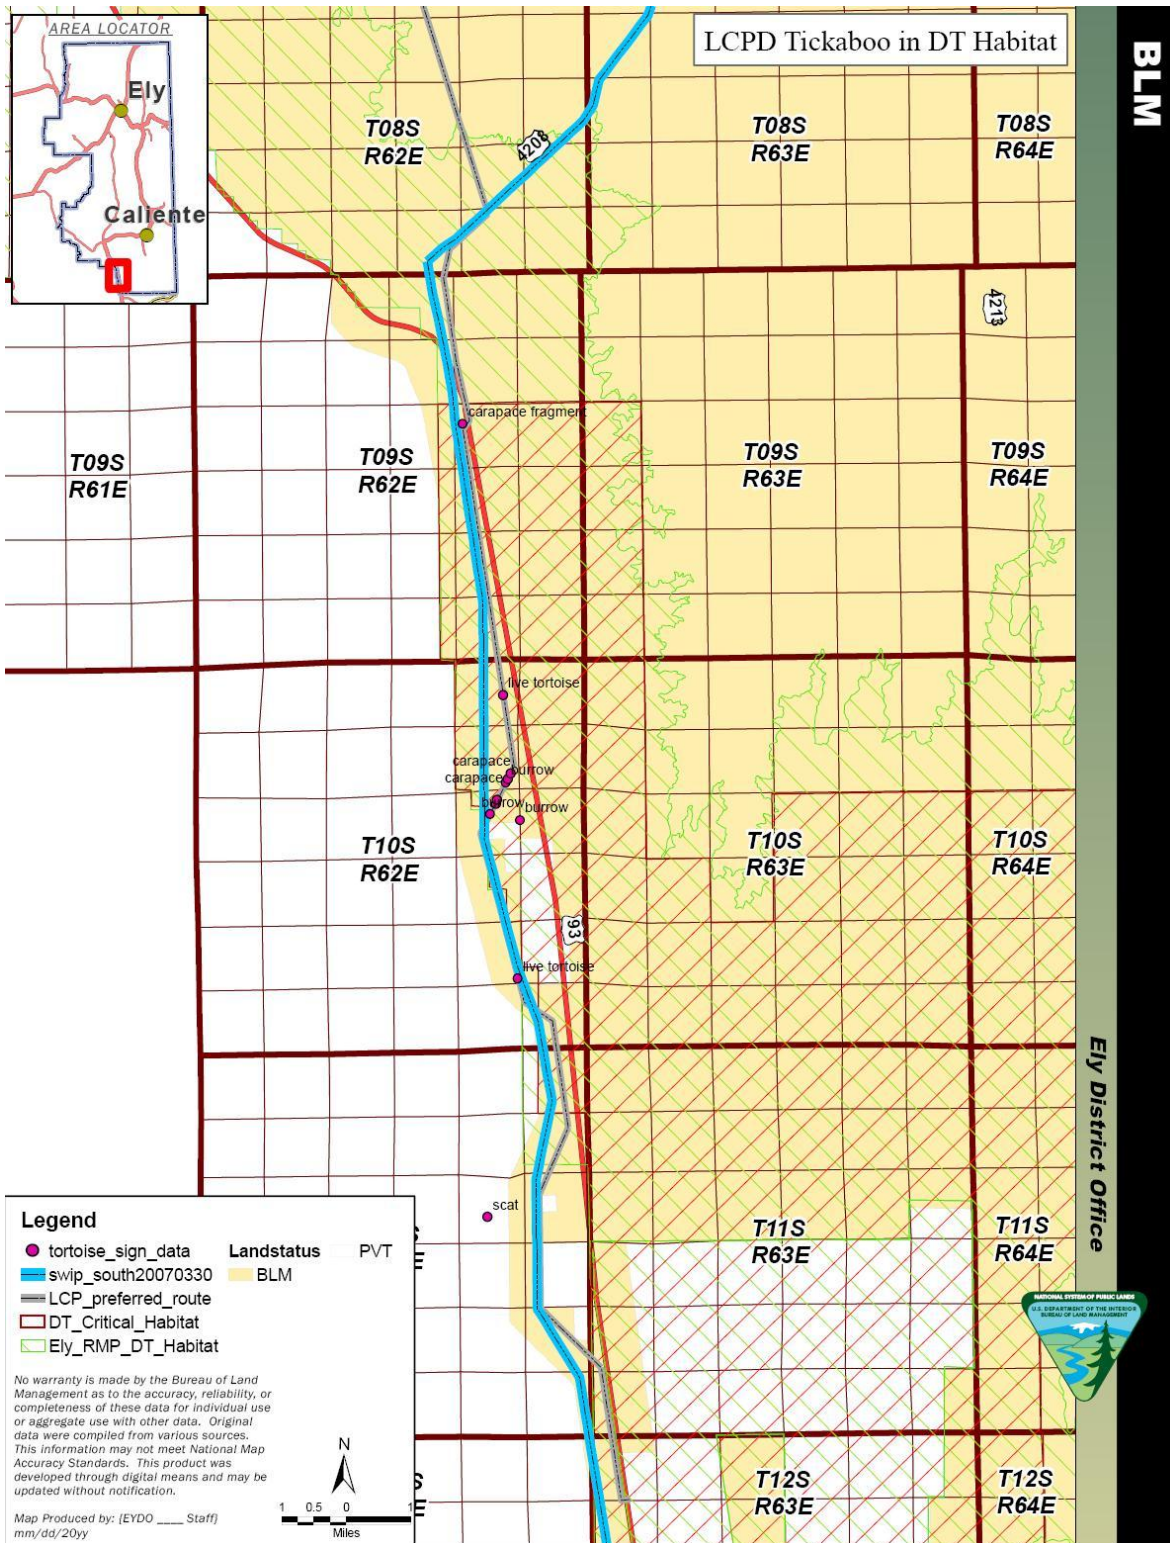 AREA LOCATOR
Ely
Caliente
LCPD Tickaboo in DT Habitat
BLM
T08S
R62E
4208
T08S
R63E
T08S
R64E
4213
carapace fragment
T09S
R61E
T09S
R62E
T09S
R63E
T09S
R64E
live tortoise
carapace
burrow
carapace
burrow
burrow
T10S
R62E
T10S
R63E
T10S
R64E
93
live tortoise
Ely District Office
scat
T11S
R63E
T11S
R64E
T12S
R63E
T12S
R64E
Legend
tortoise_sign_data
swip_south20070330
LCP_preferred_route
DT_Critical_Habitat
Ely_RMP_DT_Habitat
Landstatus
BLM
PVT
No warranty is made by the Bureau of Land
Management as to the accuracy, reliability, or
completeness of these data for individual use
or aggregate use with other data. Original
data were compiled from various sources.
This information may not meet National Map
Accuracy Standards. This product was
developed through digital means and may be
updated without notification.
Map Produced by: [EYDO ____ Staff]
mm/dd/20yy
N
1 0.5 0 1
Miles
NATIONAL SYSTEM OF PUBLIC LANDS
U.S. DEPARTMENT OF THE INTERIOR
BUREAU OF LAND MANAGEMENT